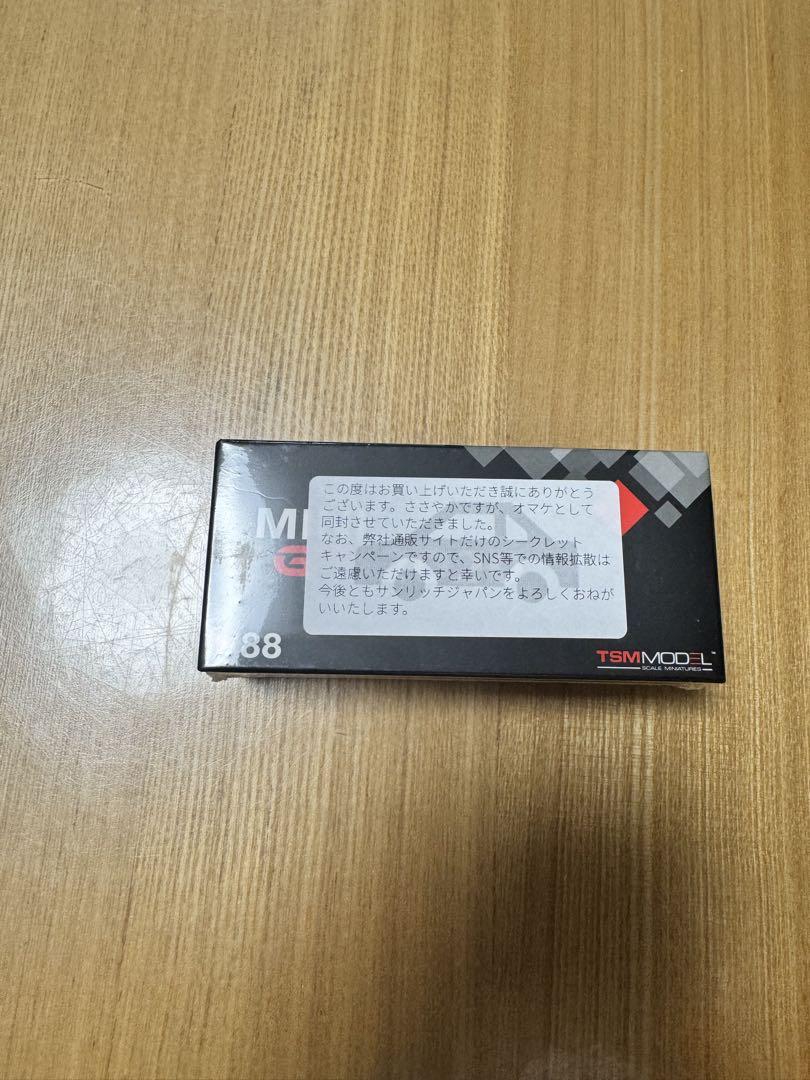 この度はお買い上げいただき誠にありがとう
ございます。ささやかですが、オマケとして
同封させていただきました。
なお、弊社通販サイトだけのシークレット
キャンペーンですので、SNS等での情報拡散は
ご遠慮いただけますと幸いです。
今後ともサンリッチジャパンをよろしくおねが
いいたします。
88
TSMMODEL™
SCALE MINIATURES